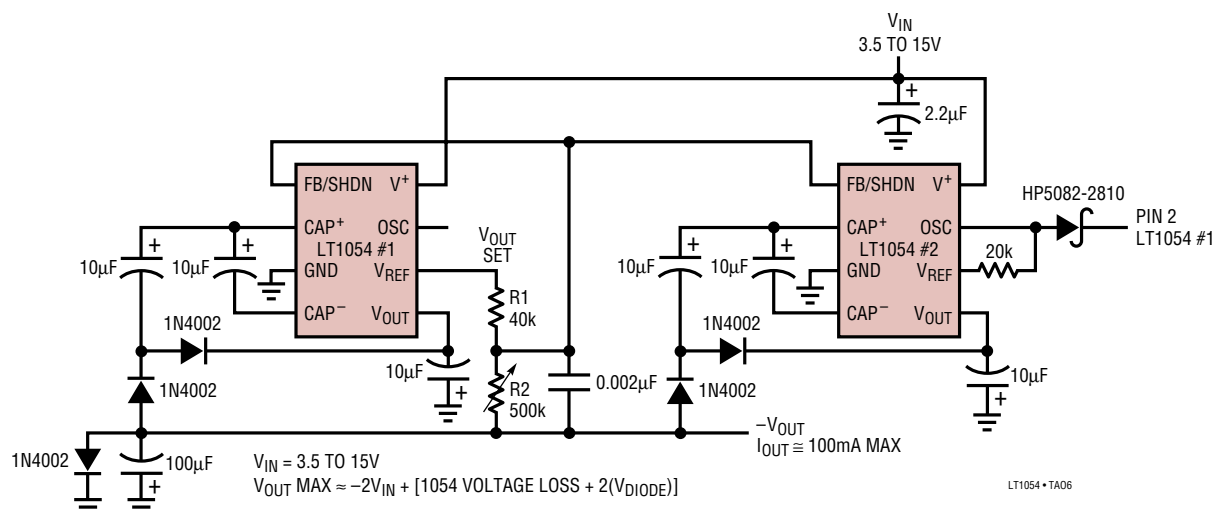 V_IN
3.5 TO 15V
+
2.2µF
FB/SHDN
V+
CAP+
OSC
LT1054 #1
GND
V_REF
CAP−
V_OUT
10µF
+
10µF
+
V_OUT
SET
R1
40k
R2
500k
0.002µF
1N4002
1N4002
10µF
+
1N4002
100µF
+
FB/SHDN
V+
CAP+
OSC
LT1054 #2
GND
V_REF
CAP−
V_OUT
10µF
+
10µF
+
HP5082-2810
PIN 2
LT1054 #1
20k
1N4002
1N4002
10µF
+
−V_OUT
I_OUT ≅ 100mA MAX
V_IN = 3.5 TO 15V
V_OUT MAX ≈ −2V_IN + [1054 VOLTAGE LOSS + 2(V_DIODE)]
LT1054 • TA06